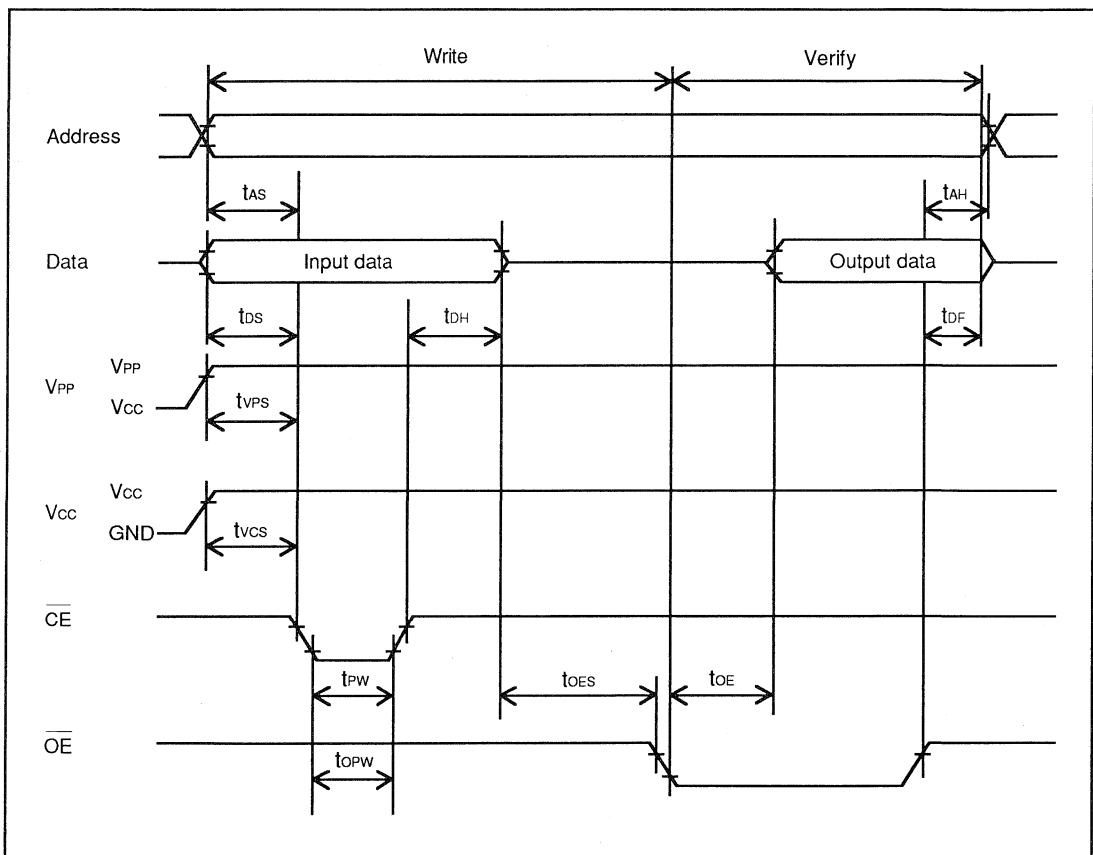 Write
Verify
Address
tAS
tAH
Data
Input data
Output data
tDS
tDH
tDF
VPP
VPP
VCC
tVPS
VCC
VCC
GND
tVCS
CE
tPW
tOES
tOE
OE
tOPW